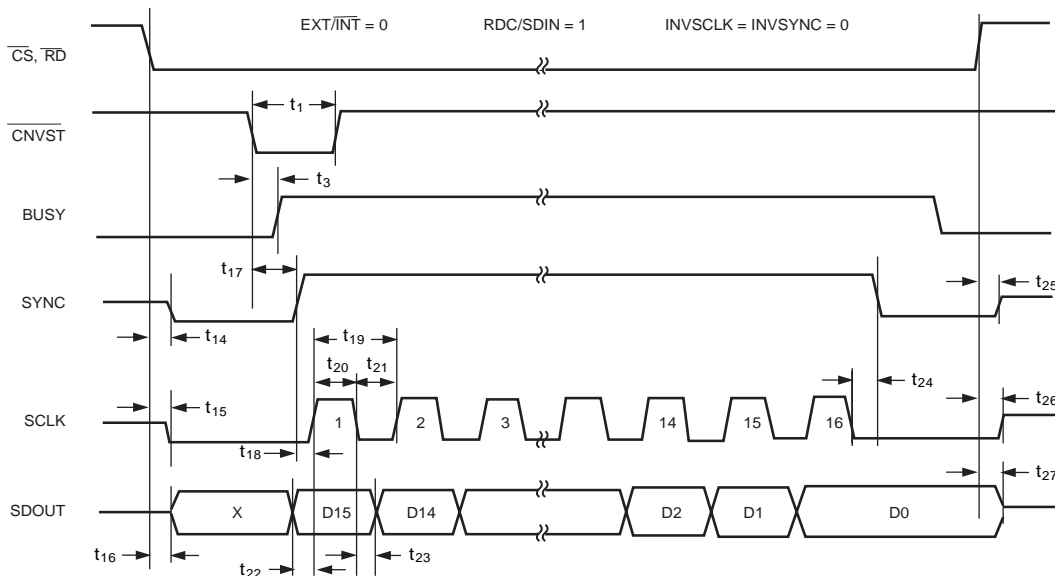 EXT/INT = 0 RDC/SDIN = 1 INVSCLK = INVSYNC = 0
CS, RD
t1
CNVST
t3
BUSY
t17
SYNC
t25
t14
t19
t20 t21
t24
t15
t26
SCLK
1 2 3 14 15 16
t18
t27
SDOUT
X D15 D14 D2 D1 D0
t16
t22
t23